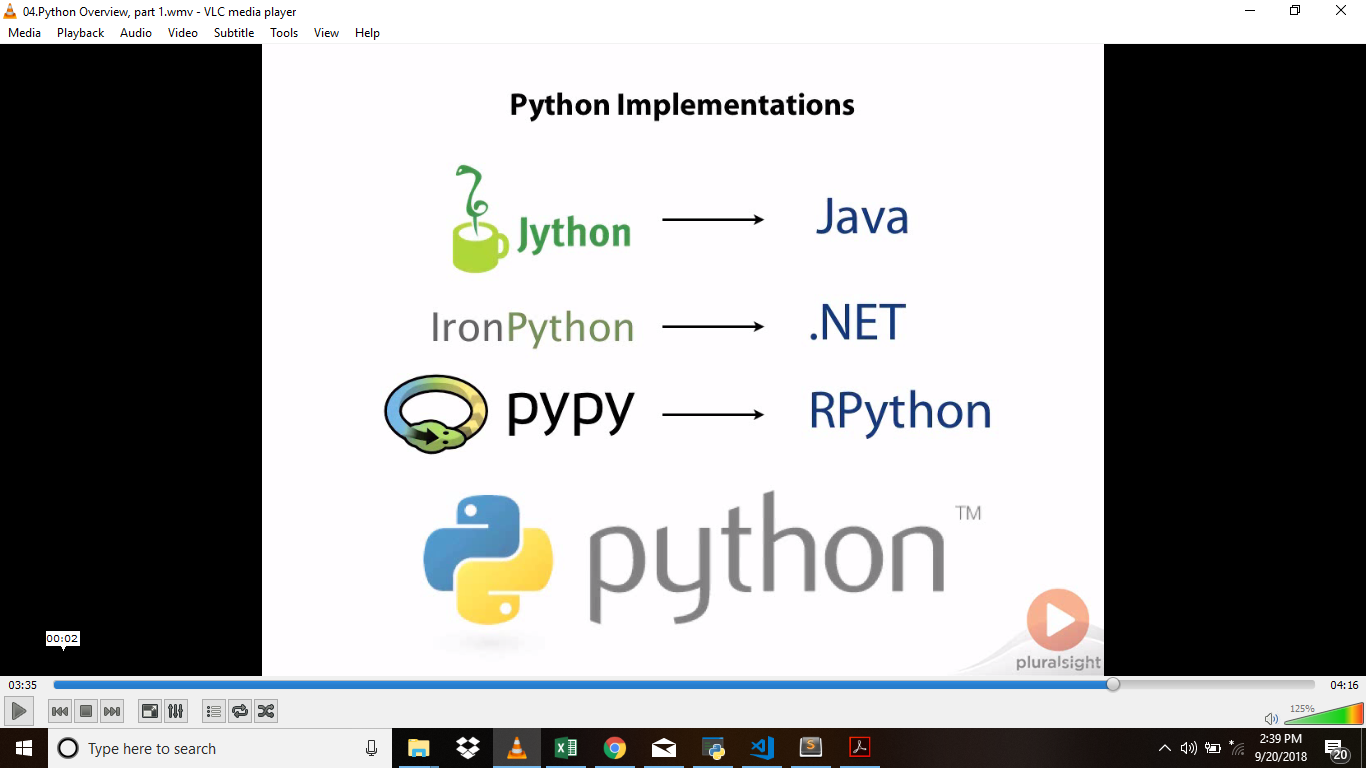 04.Python Overview, part 1.wmv - VLC media player
Media Playback Audio Video Subtitle Tools View Help
Python Implementations
Jython Java
IronPython .NET
pypy RPython
python TM
pluralsight
00:02
03:35 04:16
125%
Type here to search
S
2:39 PM
9/20/2018
20